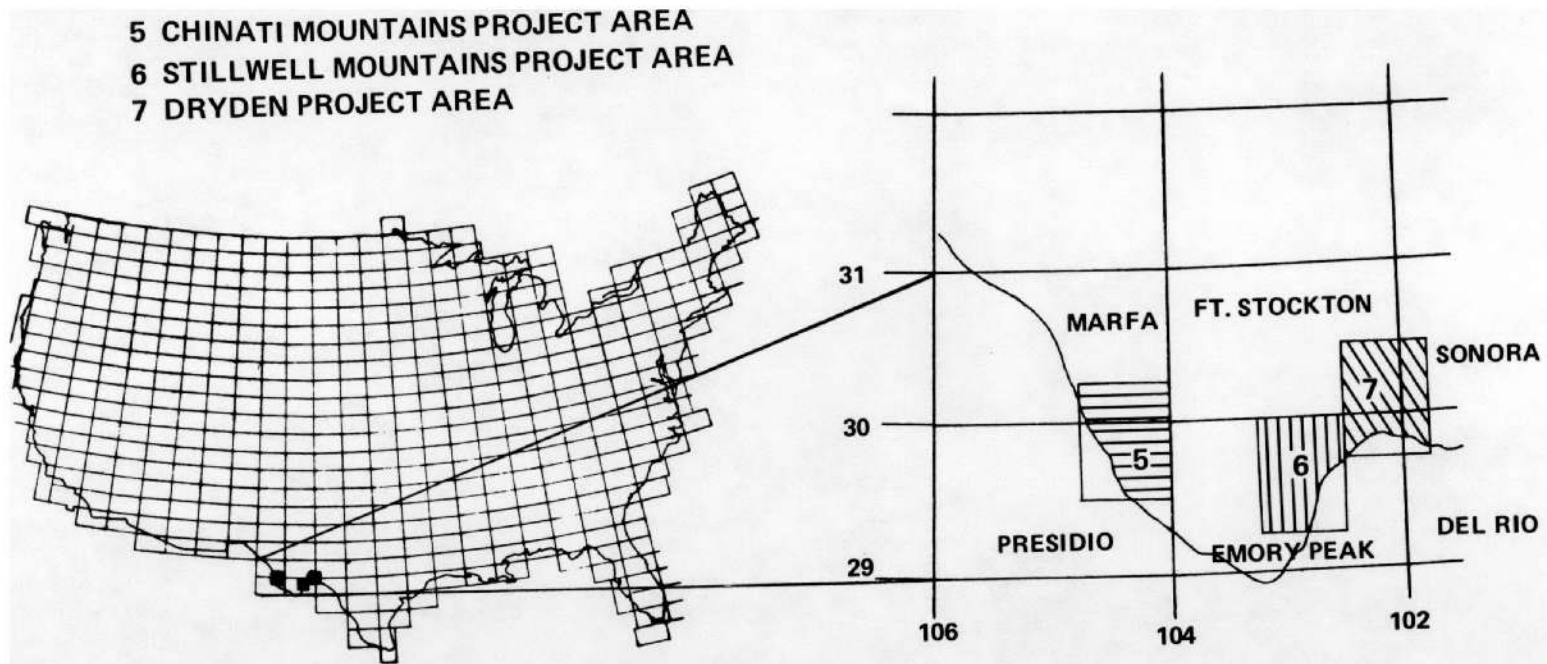 5 CHINATI MOUNTAINS PROJECT AREA
6 STILLWELL MOUNTAINS PROJECT AREA
7 DRYDEN PROJECT AREA
31
MARFA
FT. STOCKTON
SONORA
7
30
5
6
PRESIDIO
EMORY PEAK
DEL RIO
29
106
104
102